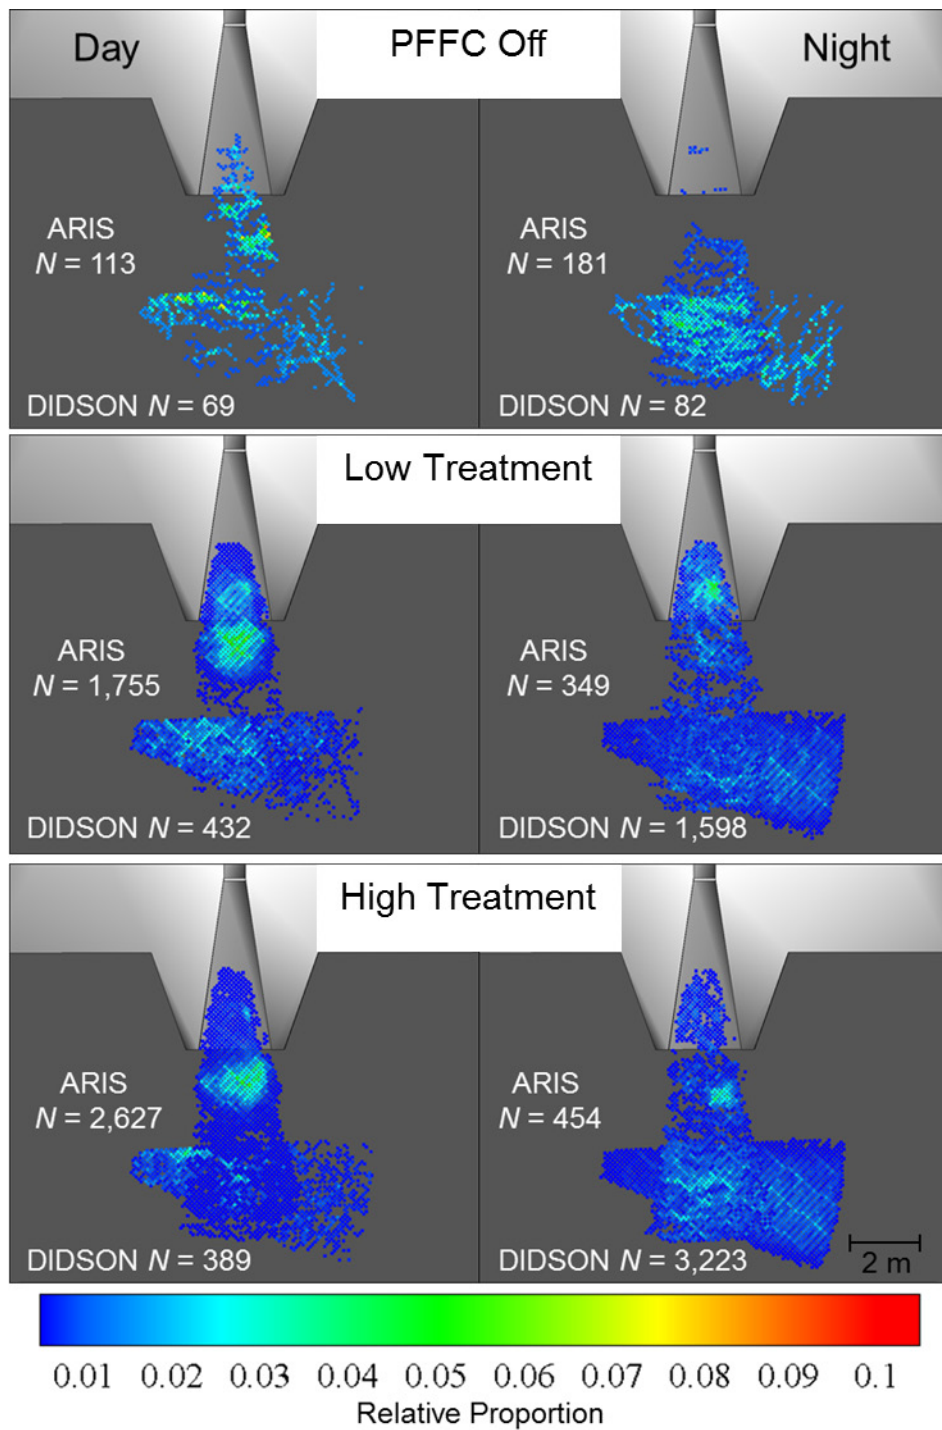 Day
PFFC Off
Night
ARIS
N = 113
ARIS
N = 181
DIDSON N = 69
DIDSON N = 82
Low Treatment
ARIS
N = 1,755
ARIS
N = 349
DIDSON N = 432
DIDSON N = 1,598
High Treatment
ARIS
N = 2,627
ARIS
N = 454
DIDSON N = 389
DIDSON N = 3,223
2 m
0.01 0.02 0.03 0.04 0.05 0.06 0.07 0.08 0.09 0.1
Relative Proportion